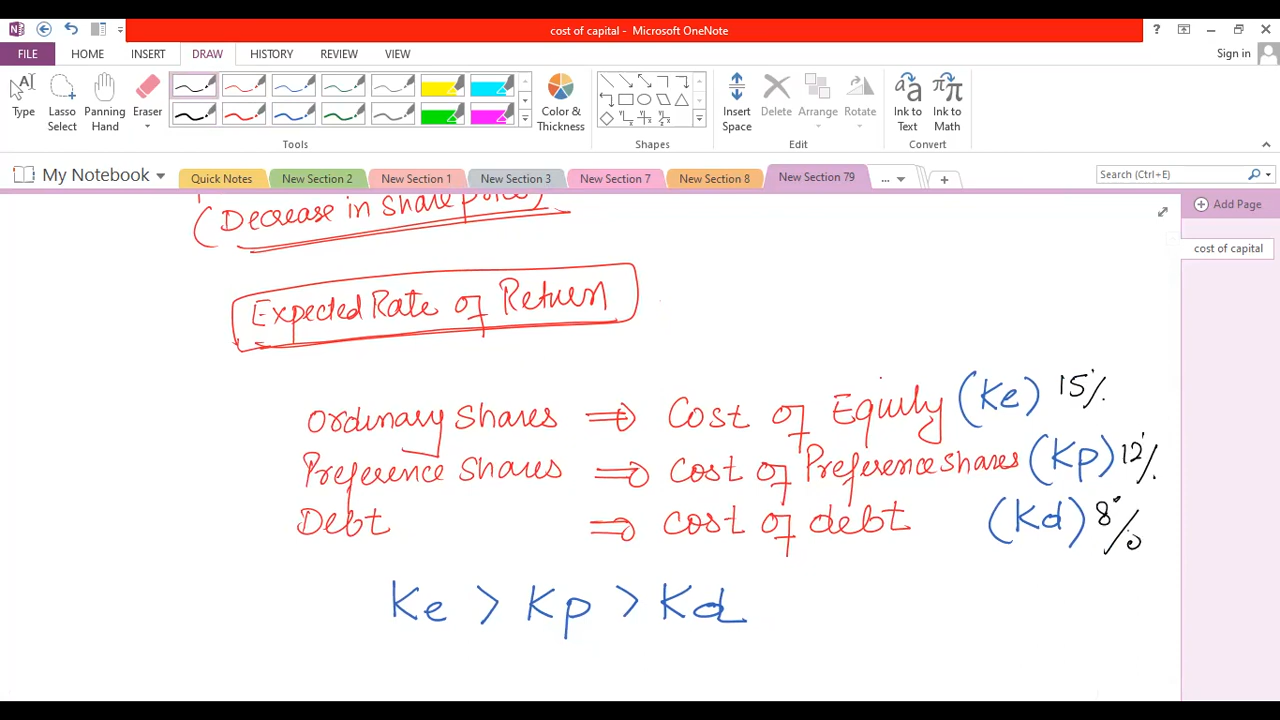 cost of capital - Microsoft OneNote
?
FILE HOME INSERT DRAW HISTORY REVIEW VIEW Sign in
Type Lasso Select Panning Hand Eraser Color & Thickness Insert Space Delete Arrange Rotate Ink to Text Ink to Math
Tools Shapes Edit Convert
My Notebook Quick Notes New Section 2 New Section 1 New Section 3 New Section 7 New Section 8 New Section 79 ... + Search (Ctrl+E)
Add Page
cost of capital
(Decrease in share price)
Expected Rate of Return
Ordinary Shares ⇒ Cost of Equity (Ke) 15%
Preference Shares ⇒ Cost of Preference shares (Kp) 12%
Debt ⇒ cost of debt (Kd) 8%
Ke > Kp > Kd